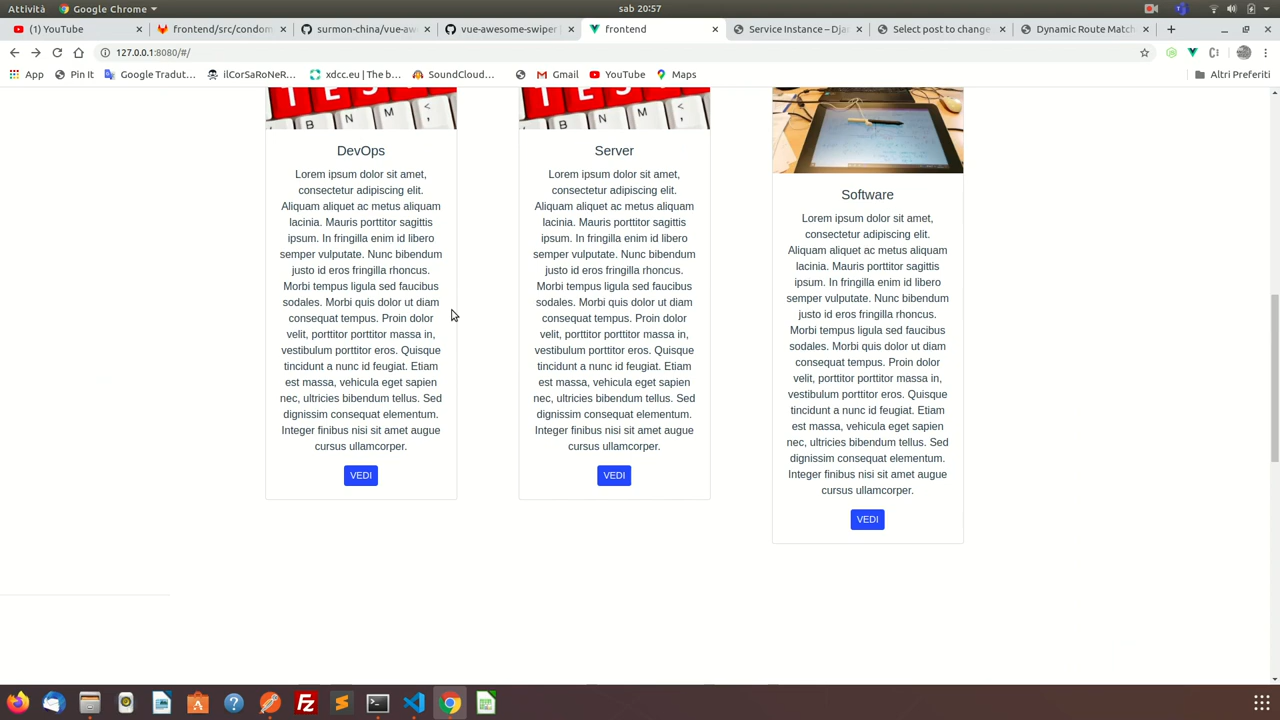 Attività
Google Chrome
sab 20:57
(1) YouTube
frontend/src/condom
surmon-china/vue-aw
vue-awesome-swiper |
frontend
Service Instance – Djan
Select post to change
Dynamic Route Match
127.0.0.1:8080/#/
App
Pin It
Google Tradut...
ilCorSaRoNeR...
xdcc.eu | The b...
SoundCloud...
Gmail
YouTube
Maps
Altri Preferiti
TEST
B N M < ,
DevOps
Lorem ipsum dolor sit amet,
consectetur adipiscing elit.
Aliquam aliquet ac metus aliquam
lacinia. Mauris porttitor sagittis
ipsum. In fringilla enim id libero
semper vulputate. Nunc bibendum
justo id eros fringilla rhoncus.
Morbi tempus ligula sed faucibus
sodales. Morbi quis dolor ut diam
consequat tempus. Proin dolor
velit, porttitor porttitor massa in,
vestibulum porttitor eros. Quisque
tincidunt a nunc id feugiat. Etiam
est massa, vehicula eget sapien
nec, ultricies bibendum tellus. Sed
dignissim consequat elementum.
Integer finibus nisi sit amet augue
cursus ullamcorper.
VEDI
TEST
B N M < ,
Server
Lorem ipsum dolor sit amet,
consectetur adipiscing elit.
Aliquam aliquet ac metus aliquam
lacinia. Mauris porttitor sagittis
ipsum. In fringilla enim id libero
semper vulputate. Nunc bibendum
justo id eros fringilla rhoncus.
Morbi tempus ligula sed faucibus
sodales. Morbi quis dolor ut diam
consequat tempus. Proin dolor
velit, porttitor porttitor massa in,
vestibulum porttitor eros. Quisque
tincidunt a nunc id feugiat. Etiam
est massa, vehicula eget sapien
nec, ultricies bibendum tellus. Sed
dignissim consequat elementum.
Integer finibus nisi sit amet augue
cursus ullamcorper.
VEDI
Software
Lorem ipsum dolor sit amet,
consectetur adipiscing elit.
Aliquam aliquet ac metus aliquam
lacinia. Mauris porttitor sagittis
ipsum. In fringilla enim id libero
semper vulputate. Nunc bibendum
justo id eros fringilla rhoncus.
Morbi tempus ligula sed faucibus
sodales. Morbi quis dolor ut diam
consequat tempus. Proin dolor
velit, porttitor porttitor massa in,
vestibulum porttitor eros. Quisque
tincidunt a nunc id feugiat. Etiam
est massa, vehicula eget sapien
nec, ultricies bibendum tellus. Sed
dignissim consequat elementum.
Integer finibus nisi sit amet augue
cursus ullamcorper.
VEDI